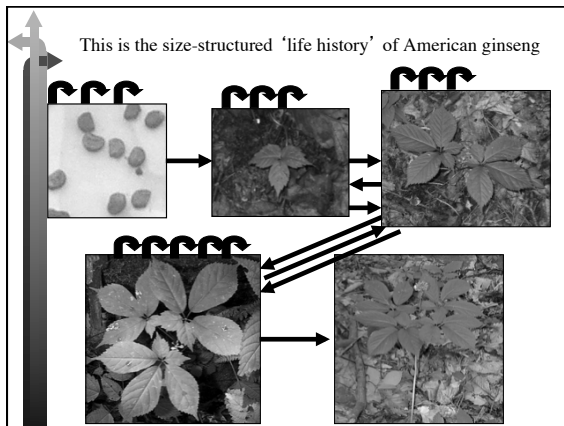 This is the size-structured ‘life history’ of American ginseng